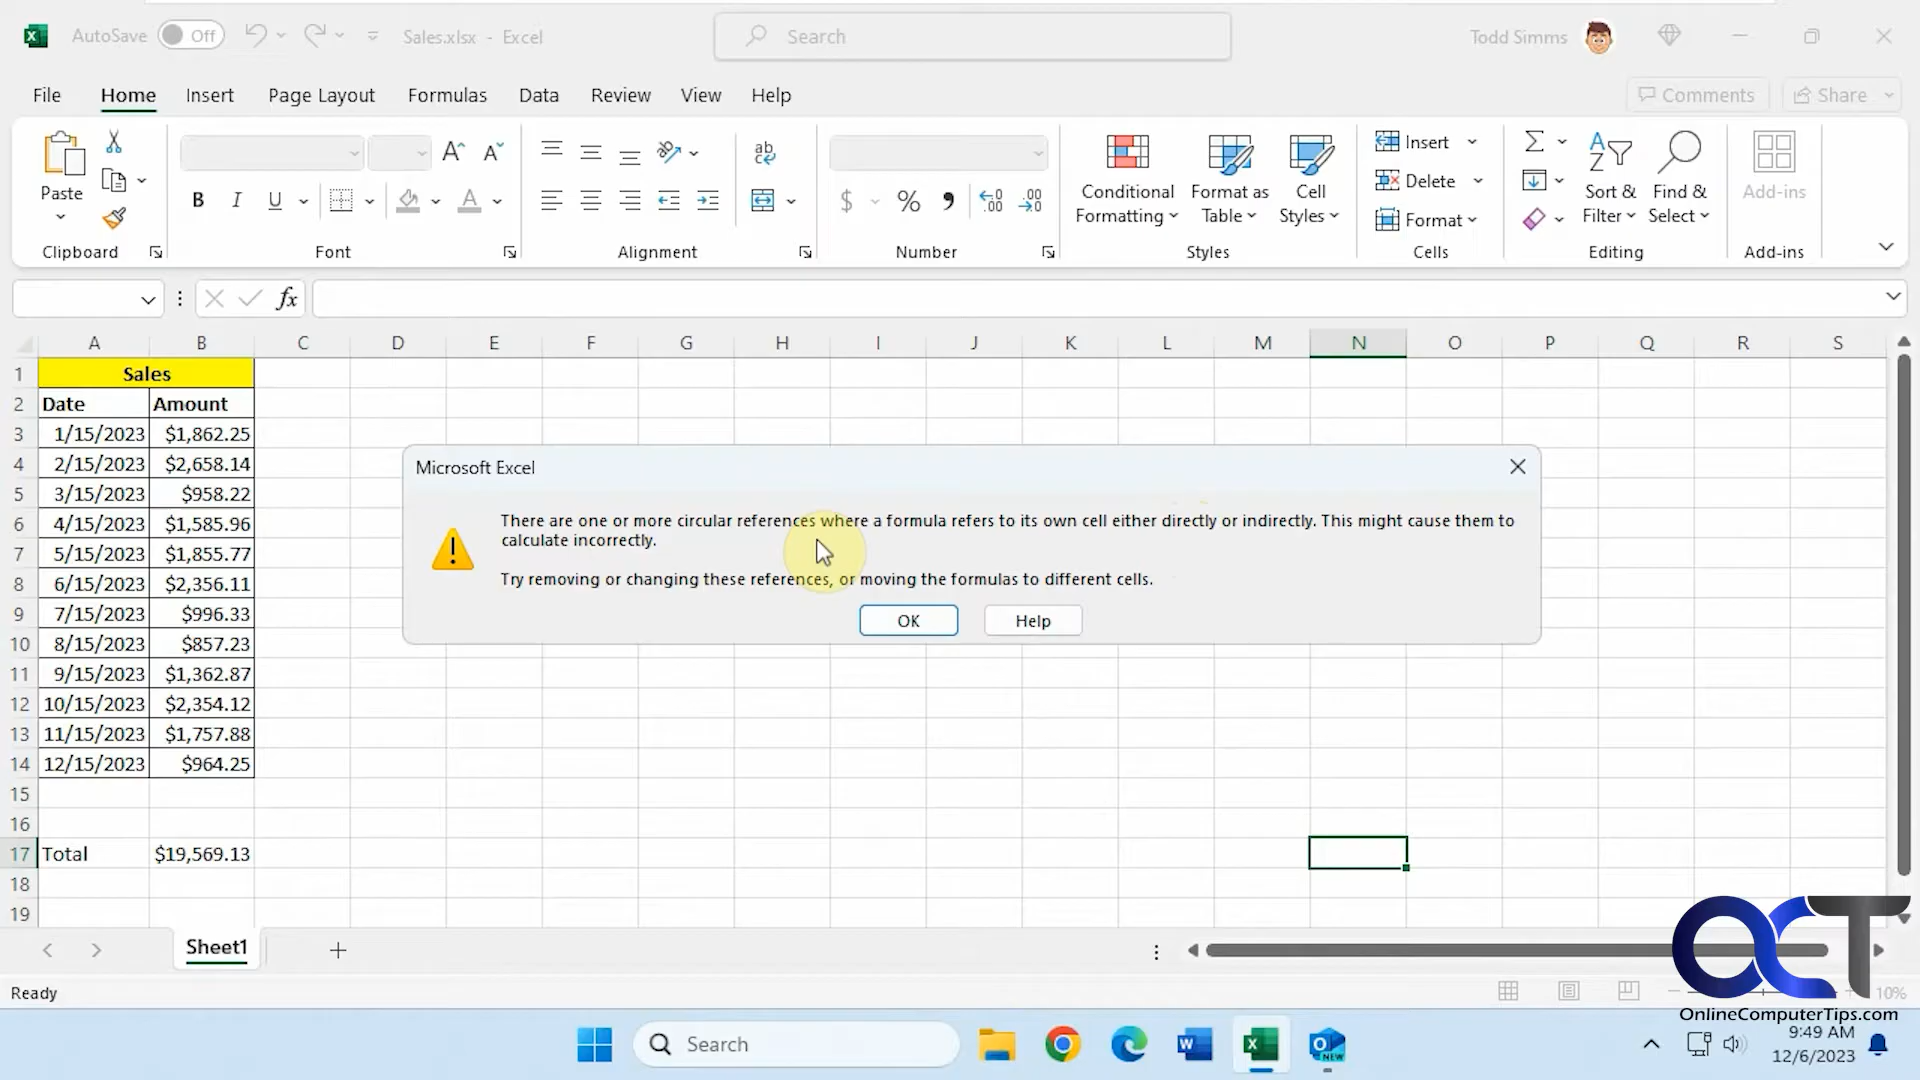 AutoSave Off Sales.xlsx - Excel Search Todd Simms
File Home Insert Page Layout Formulas Data Review View Help Comments Share
Paste
Clipboard
B I U
Font
ab
Alignment
$ % , .00
Number
Conditional Formatting
Format as Table
Cell Styles
Styles
Insert
Delete
Format
Cells
Sort & Filter
Find & Select
Editing
Add-ins
Add-ins
fx
A B C D E F G H I J K L M N O P Q R S
1 Sales
2 Date Amount
3 1/15/2023 $1,862.25
4 2/15/2023 $2,658.14
5 3/15/2023 $958.22
6 4/15/2023 $1,585.96
7 5/15/2023 $1,855.77
8 6/15/2023 $2,356.11
9 7/15/2023 $996.33
10 8/15/2023 $857.23
11 9/15/2023 $1,362.87
12 10/15/2023 $2,354.12
13 11/15/2023 $1,757.88
14 12/15/2023 $964.25
15
16
17 Total $19,569.13
18
19
Microsoft Excel
There are one or more circular references where a formula refers to its own cell either directly or indirectly. This might cause them to
calculate incorrectly.
Try removing or changing these references, or moving the formulas to different cells.
OK Help
Sheet1
Ready
OCT
OnlineComputerTips.com
Search
9:49 AM
12/6/2023